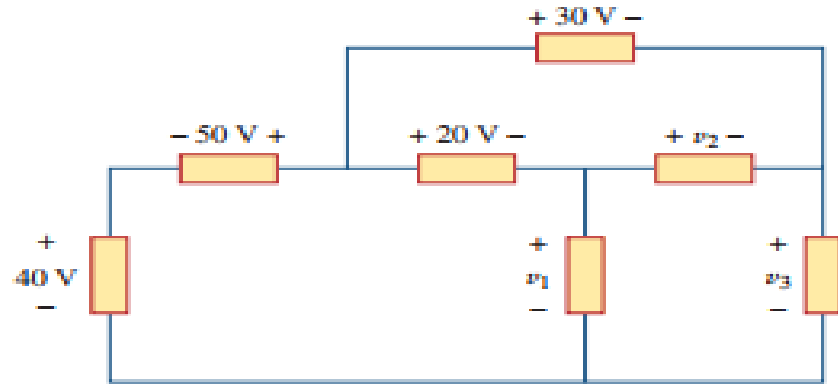 + 30 V –
– 50 V +
+ 20 V –
+ v₂ –
+
40 V
–
+
v₁
–
+
v₃
–